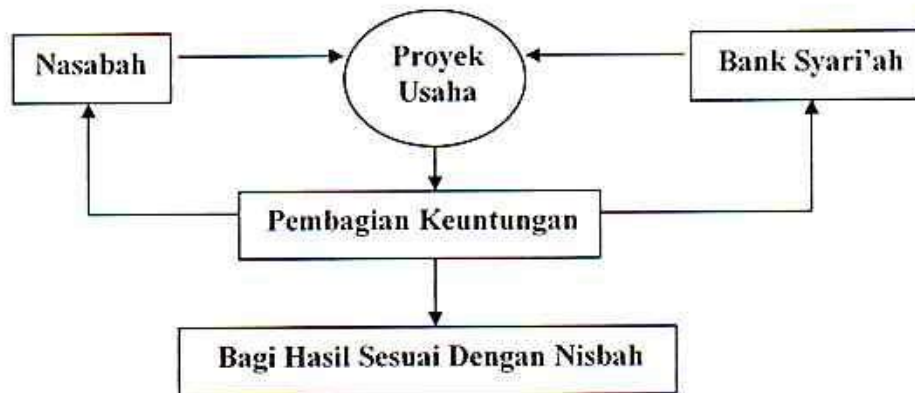 Nasabah
Proyek
Usaha
Bank Syari'ah
Pembagian Keuntungan
Bagi Hasil Sesuai Dengan Nisbah